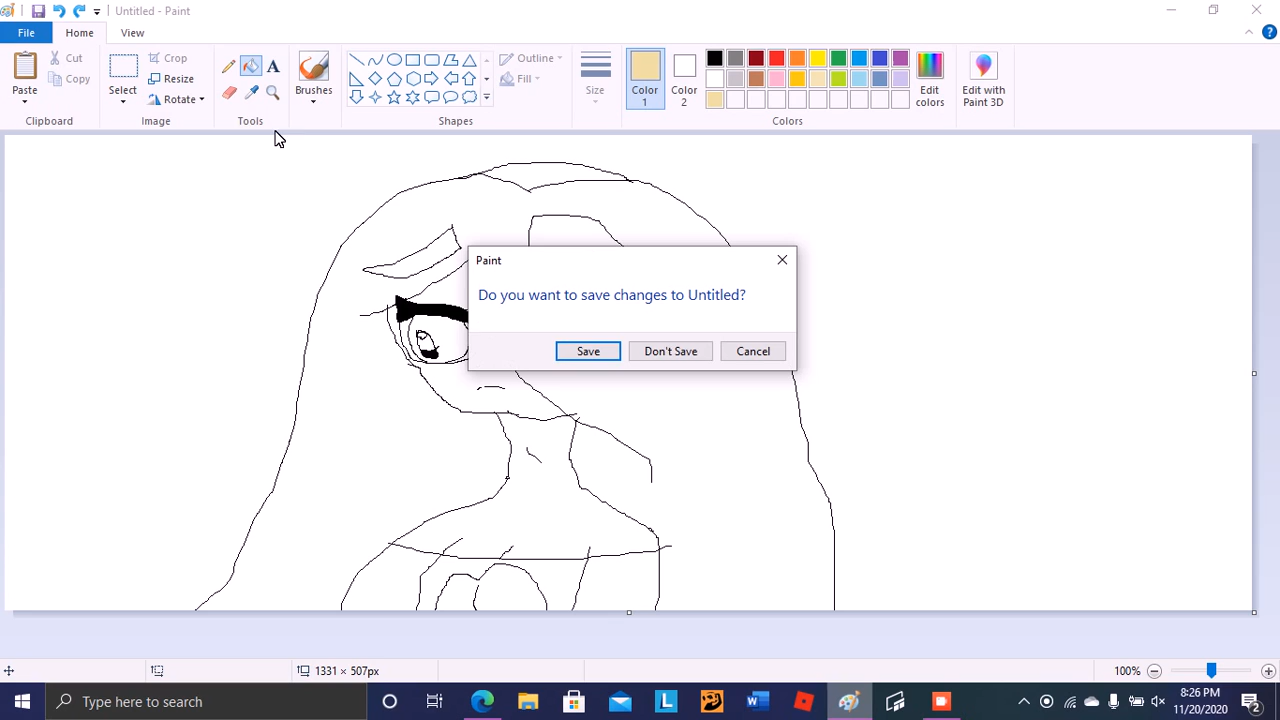 Untitled - Paint
File Home View
Paste
Cut
Copy
Clipboard
Select
Crop
Resize
Rotate
Image
A
Tools
Brushes
Outline
Fill
Shapes
Size
Color 1
Color 2
Edit colors
Colors
Edit with Paint 3D
Paint
Do you want to save changes to Untitled?
Save Don't Save Cancel
1331 × 507px
100%
Type here to search
8:26 PM
11/20/2020
2